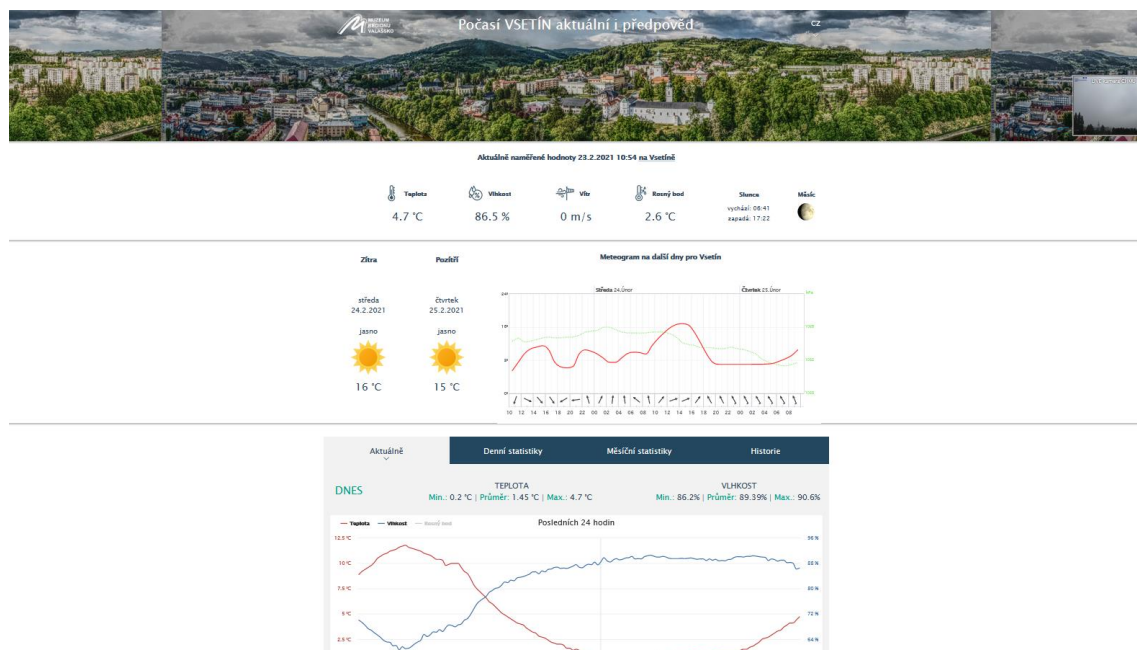 MUZEUM
REGIONU
VALAŠSKO
Počasí VSETÍN aktuální i předpověď
CZ
Aktuálně naměřené hodnoty 23.2.2021 10:54 na Vsetíně
Teplota
Vlhkost
Vítr
Rosný bod
Slunce
Měsíc
4.7 °C
86.5 %
0 m/s
2.6 °C
vychází: 06:41
zapadá: 17:22
Zítra
Pozítří
Meteogram na další dny pro Vsetín
středa
24.2.2021
čtvrtek
25.2.2021
jasno
jasno
16 °C
15 °C
Středa 24.Únor
Čtvrtek 25.Únor
10 12 14 16 18 20 22 00 02 04 06 08 10 12 14 16 18 20 22 00 02 04 06 08
Aktuálně
Denní statistiky
Měsíční statistiky
Historie
DNES
TEPLOTA
Min.: 0.2 °C | Průměr: 1.45 °C | Max.: 4.7 °C
VLHKOST
Min.: 86.2% | Průměr: 89.39% | Max.: 90.6%
Teplota
Vlhkost
Rosný bod
Posledních 24 hodin
12.5 °C
10 °C
7.5 °C
5 °C
2.5 °C
96 %
88 %
80 %
72 %
64 %